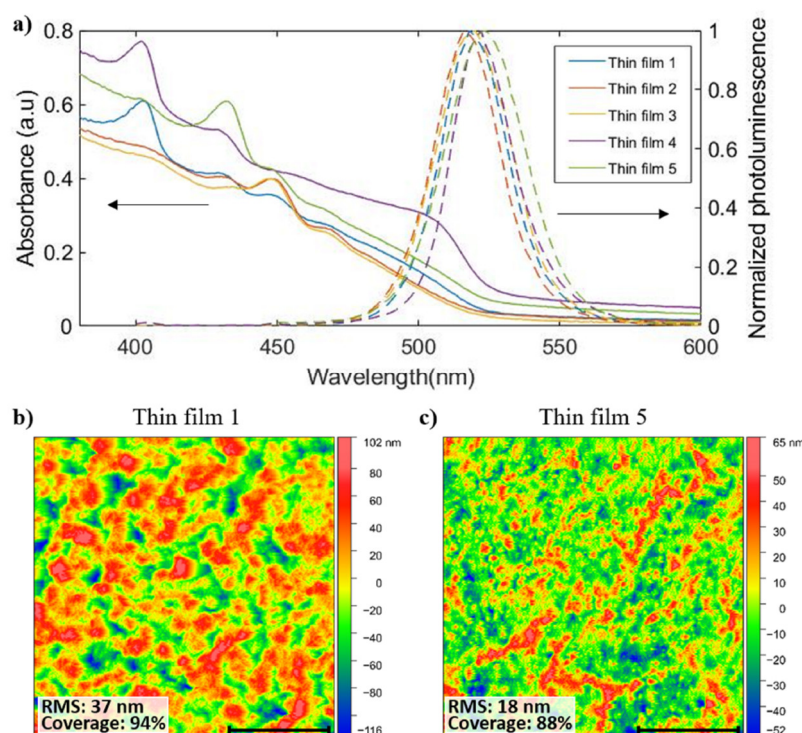 a)
0.8
0.6
0.4
0.2
0
Absorbance (a.u)
400
450
500
550
600
Wavelength(nm)
1
0.8
0.6
0.4
0.2
0
Normalized photoluminescence
Thin film 1
Thin film 2
Thin film 3
Thin film 4
Thin film 5
b)
Thin film 1
102 nm
80
60
40
20
0
−20
−40
−60
−80
−116
RMS: 37 nm
Coverage: 94%
c)
Thin film 5
65 nm
50
40
30
20
10
0
−10
−20
−30
−40
−52
RMS: 18 nm
Coverage: 88%